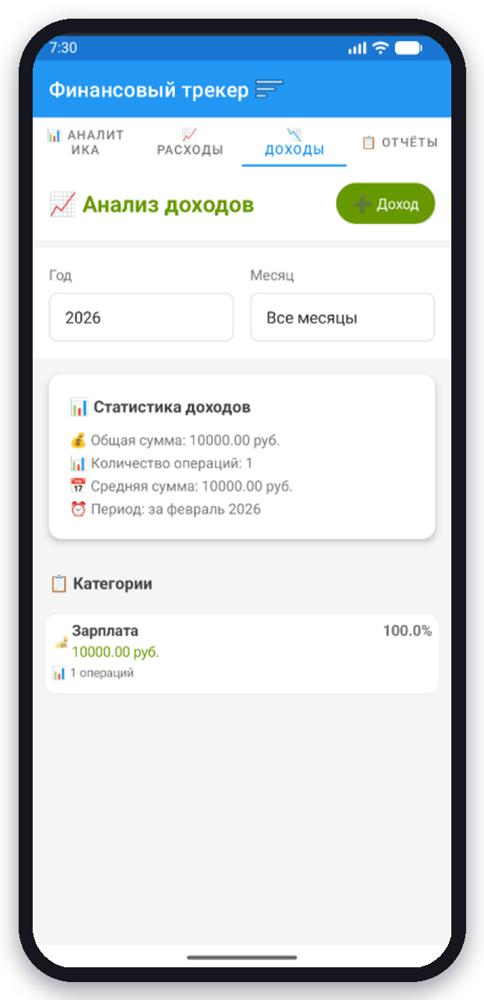 7:30
Финансовый трекер
📊 АНАЛИТ
ИКА
📈
РАСХОДЫ
📉
ДОХОДЫ
📋 ОТЧЁТЫ
📈 Анализ доходов
➕ Доход
Год
Месяц
2026
Все месяцы
📊 Статистика доходов
💰 Общая сумма: 10000.00 руб.
📊 Количество операций: 1
📅 Средняя сумма: 10000.00 руб.
⏰ Период: за февраль 2026
📋 Категории
Зарплата
100.0%
10000.00 руб.
📊 1 операций